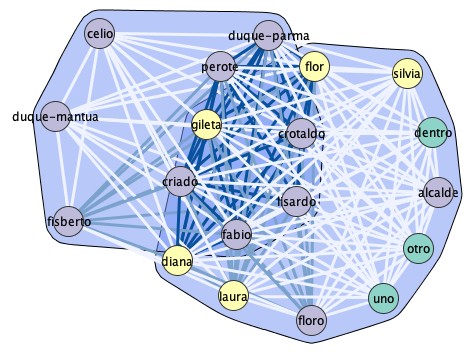 celio
duque-parma
perote
flor
silvia
duque-mantua
gileta
crotaldo
dentro
criado
lisardo
alcalde
fisberto
fabio
otro
diana
laura
uno
floro